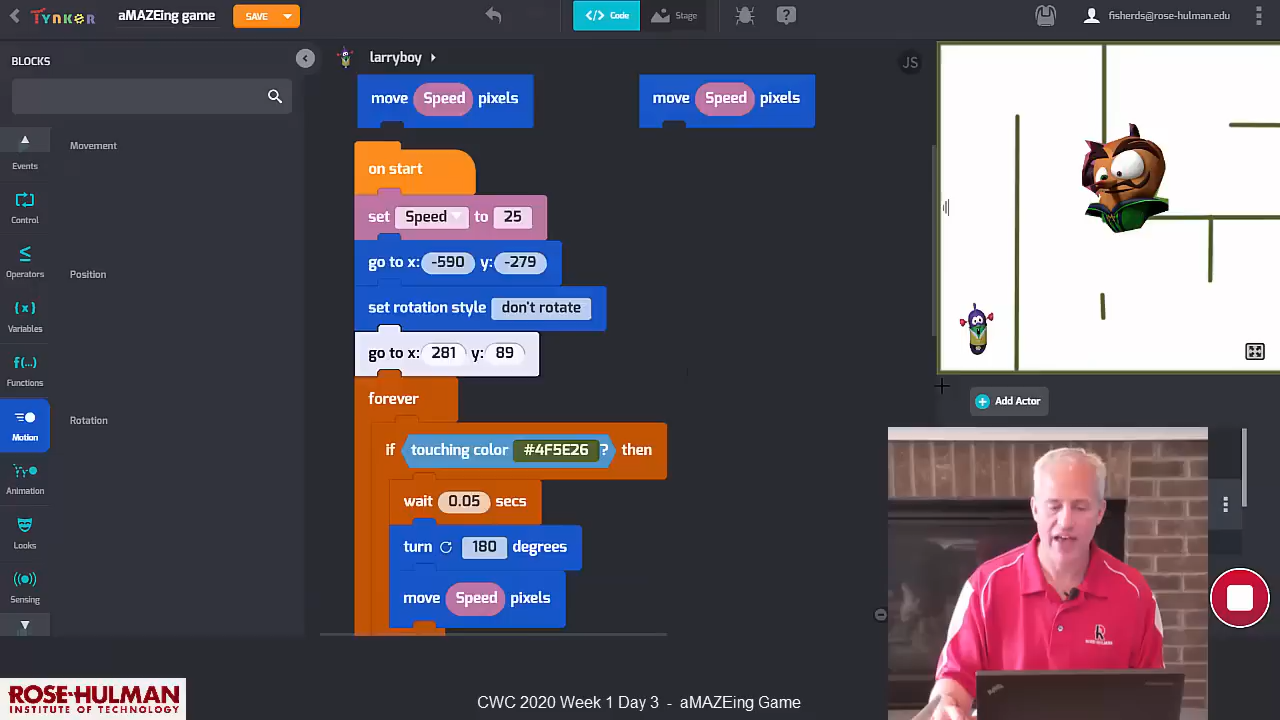 TYNKER
aMAZEing game
SAVE
</> Code
Stage
fisherds@rose-hulman.edu
BLOCKS
larryboy
JS
move Speed pixels
move Speed pixels
Events
Control
Operators
Variables
Functions
Motion
Animation
Looks
Sensing
Movement
Position
Rotation
on start
set Speed to 25
go to x: -590 y: -279
set rotation style don't rotate
go to x: 281 y: 89
forever
if touching color #4F5E26 ? then
wait 0.05 secs
turn 180 degrees
move Speed pixels
Add Actor
ROSE-HULMAN
INSTITUTE OF TECHNOLOGY
CWC 2020 Week 1 Day 3 - aMAZEing Game